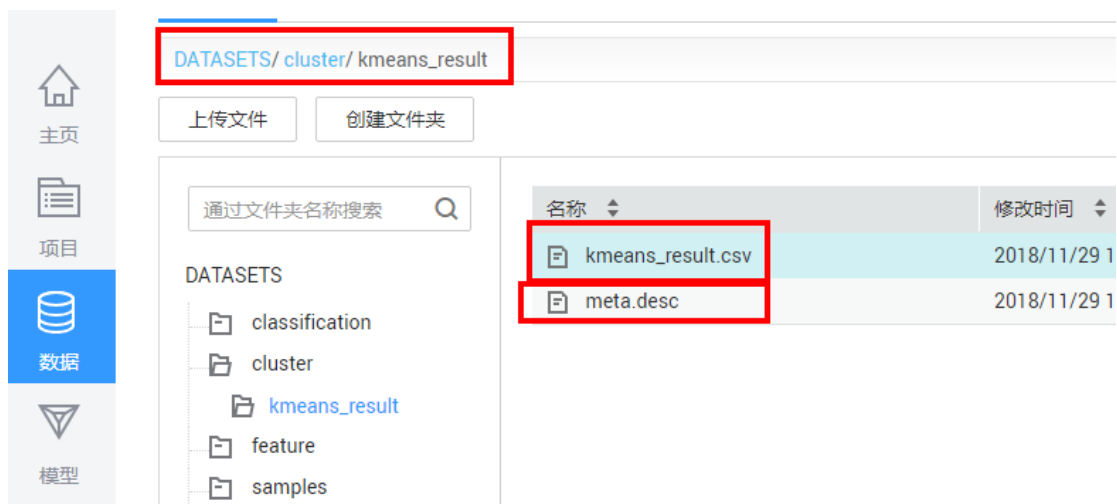 DATASETS/ cluster/ kmeans_result
上传文件
创建文件夹
主页
项目
数据
模型
通过文件夹名称搜索
DATASETS
classification
cluster
kmeans_result
feature
samples
名称 修改时间
kmeans_result.csv 2018/11/29 1
meta.desc 2018/11/29 1